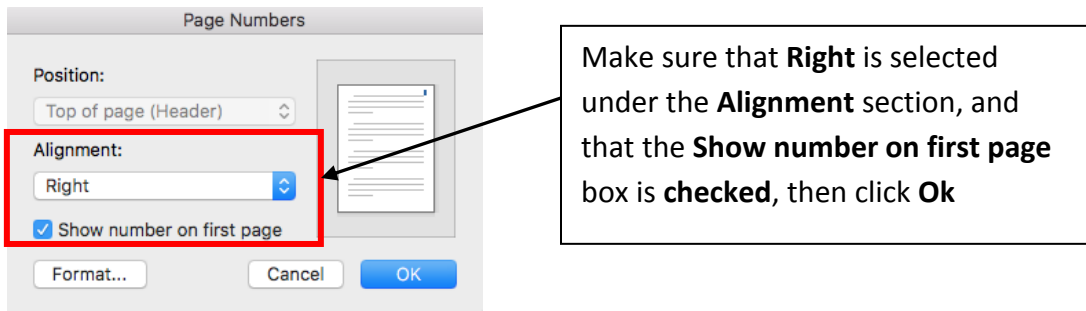 Page Numbers
Position:
Top of page (Header)
Alignment:
Right
Show number on first page
Format...
Cancel
OK
Make sure that Right is selected
under the Alignment section, and
that the Show number on first page
box is checked, then click Ok